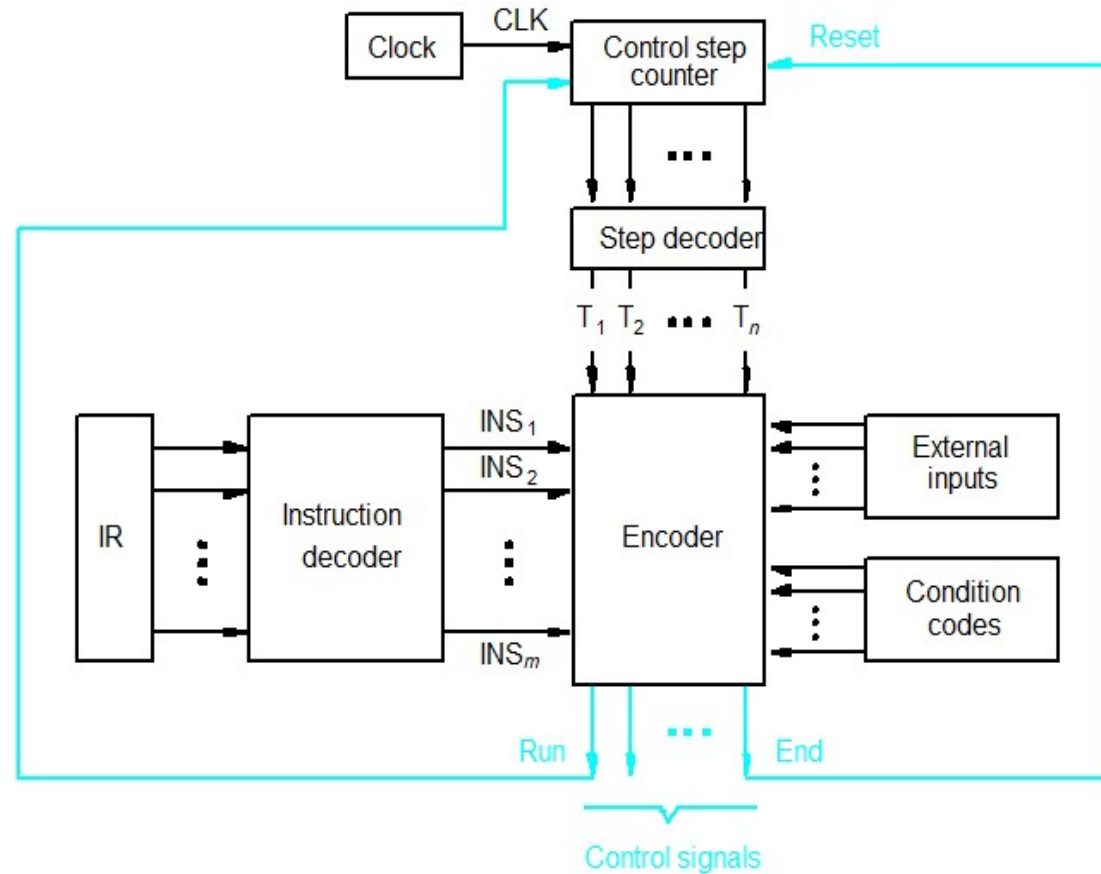 CLK
Clock
Control step
counter
Reset
Step decoder
T1 T2 Tn
INS1
INS2
IR
Instruction
decoder
INSm
Encoder
External
inputs
Condition
codes
Run
End
Control signals